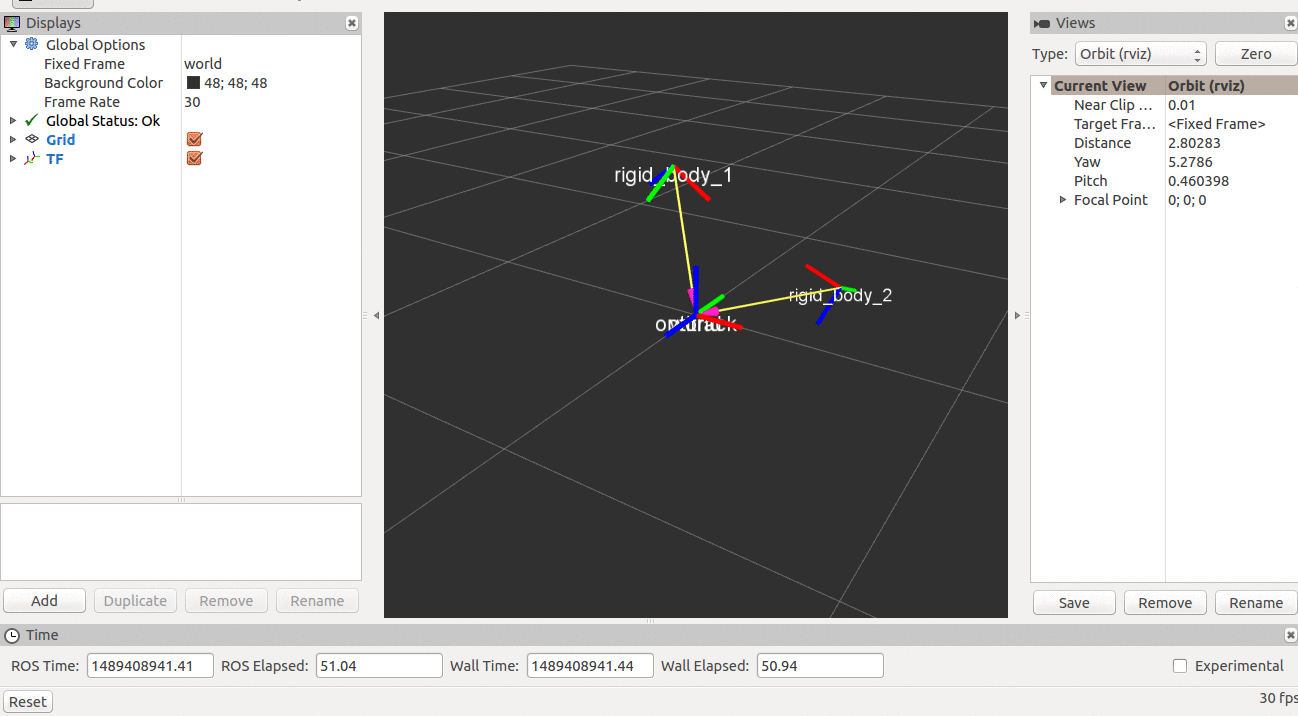 Displays
Global Options
Fixed Frame world
Background Color 48; 48; 48
Frame Rate 30
Global Status: Ok
Grid
TF
Add Duplicate Remove Rename
rigid_body_1
rigid_body_2
Views
Type: Orbit (rviz) Zero
Current View Orbit (rviz)
Near Clip ... 0.01
Target Fra... <Fixed Frame>
Distance 2.80283
Yaw 5.2786
Pitch 0.460398
Focal Point 0; 0; 0
Save Remove Rename
Time
ROS Time: 1489408941.41 ROS Elapsed: 51.04 Wall Time: 1489408941.44 Wall Elapsed: 50.94 Experimental
Reset 30 fps